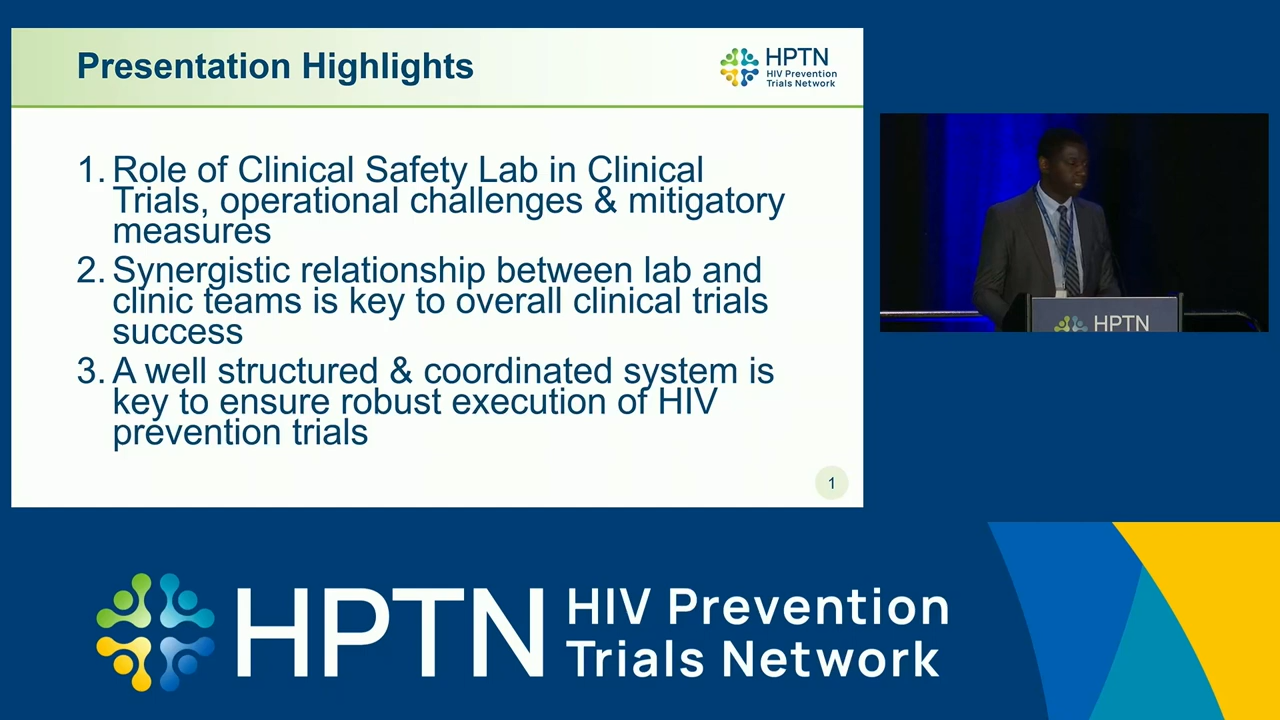 Presentation Highlights
HPTN
HIV Prevention
Trials Network
1. Role of Clinical Safety Lab in Clinical
Trials, operational challenges & mitigatory
measures
2. Synergistic relationship between lab and
clinic teams is key to overall clinical trials
success
3. A well structured & coordinated system is
key to ensure robust execution of HIV
prevention trials
1
HPTN
HPTN
HIV Prevention
Trials Network